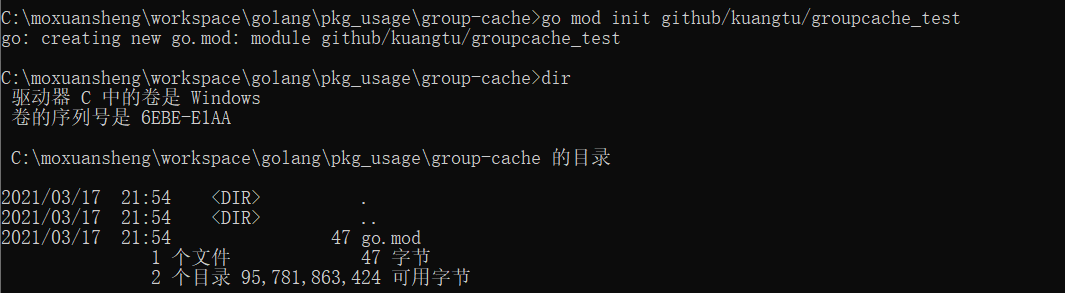 C:\moxuansheng\workspace\golang\pkg_usage\group-cache>go mod init github/kuangtu/groupcache_test
go: creating new go.mod: module github/kuangtu/groupcache_test
C:\moxuansheng\workspace\golang\pkg_usage\group-cache>dir
驱动器 C 中的卷是 Windows
卷的序列号是 6EBE-E1AA
C:\moxuansheng\workspace\golang\pkg_usage\group-cache 的目录
2021/03/17  21:54    <DIR>          .
2021/03/17  21:54    <DIR>          ..
2021/03/17  21:54                47 go.mod
1 个文件             47 字节
2 个目录 95,781,863,424 可用字节